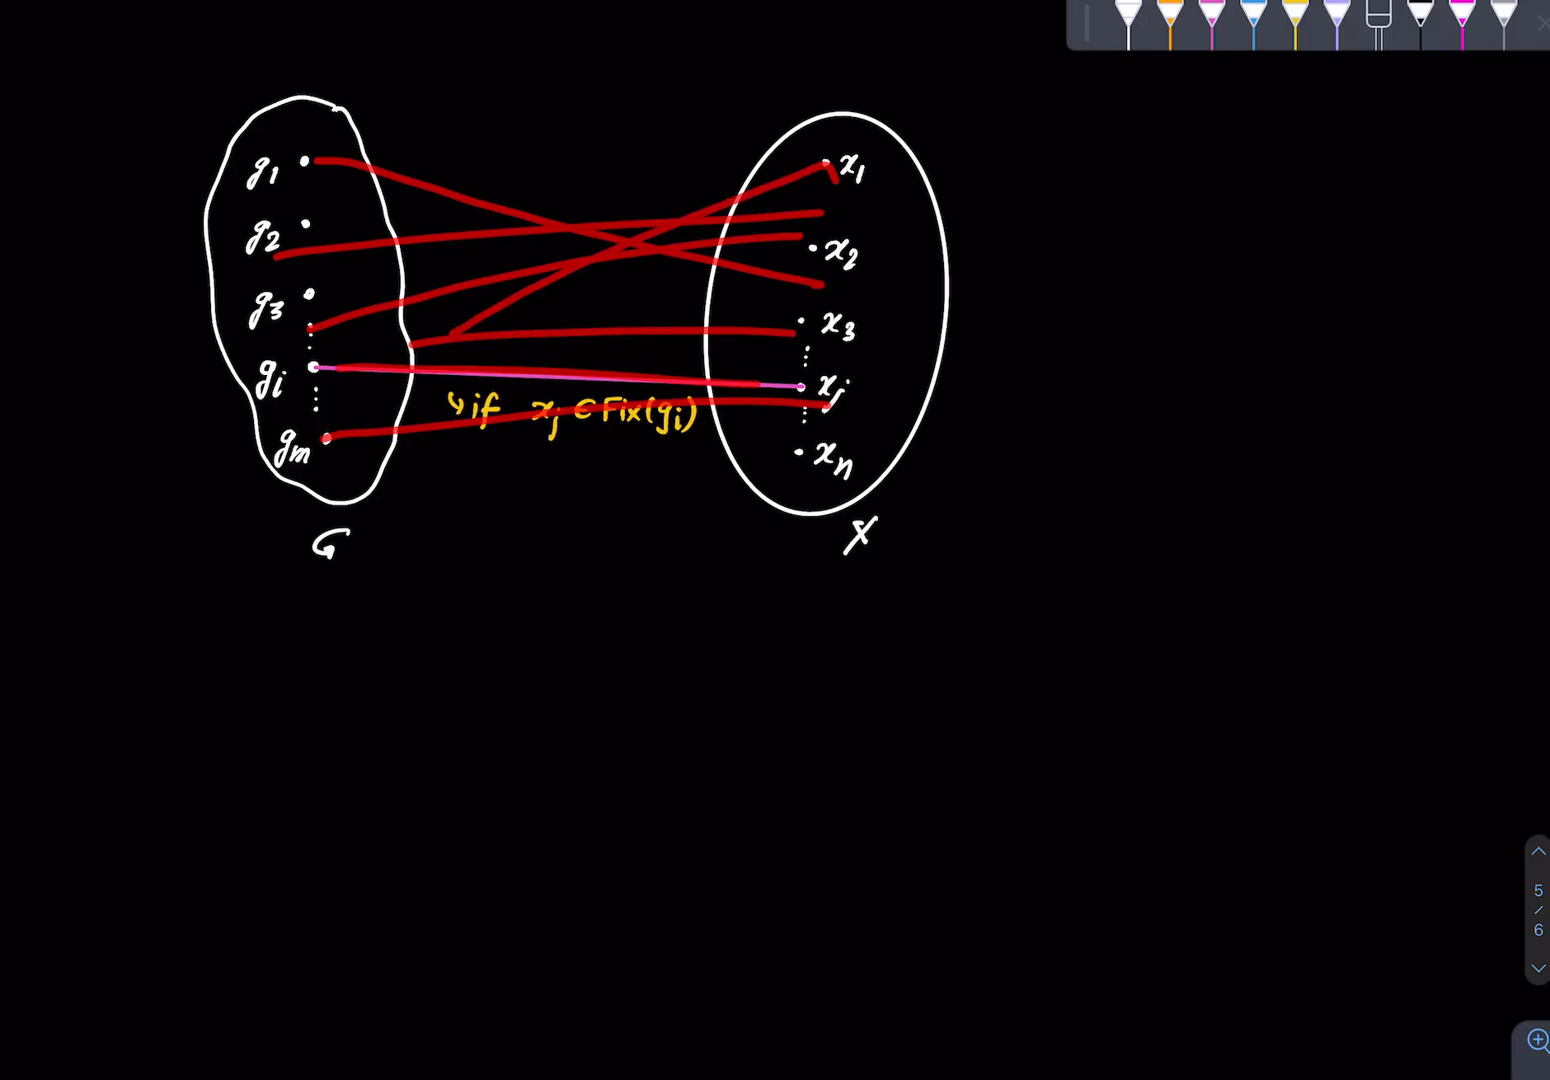 g₁ x₁
g₂ x₂
g₃ x₃
gᵢ xⱼ
↳ if xⱼ ∈ Fix(gᵢ)
gₘ xₙ
G X
5
/
6